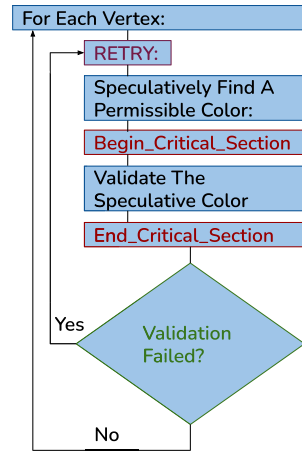 For Each Vertex:
RETRY:
Speculatively Find A
Permissible Color:
Begin_Critical_Section
Validate The
Speculative Color
End_Critical_Section
Yes
Validation
Failed?
No